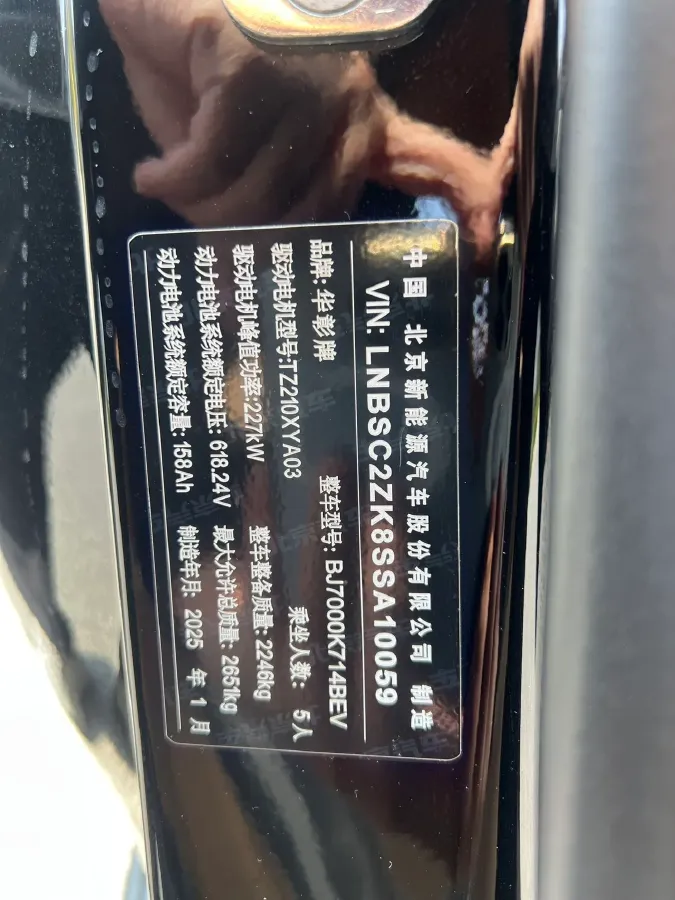 中国 北京新能源汽车股份有限公司 制造
VIN: LNBSC2ZK8SSA10059
品牌: 华彰牌 整车型号: BJ7000K714BEV
驱动电机型号:TZ210XYA03 乘坐人数: 5人
驱动电机峰值功率:227kW 整车整备质量: 2246kg
动力电池系统额定电压: 618.24V 最大允许总质量: 2651kg
动力电池系统额定容量: 158Ah 制造年月: 2025 年 1 月